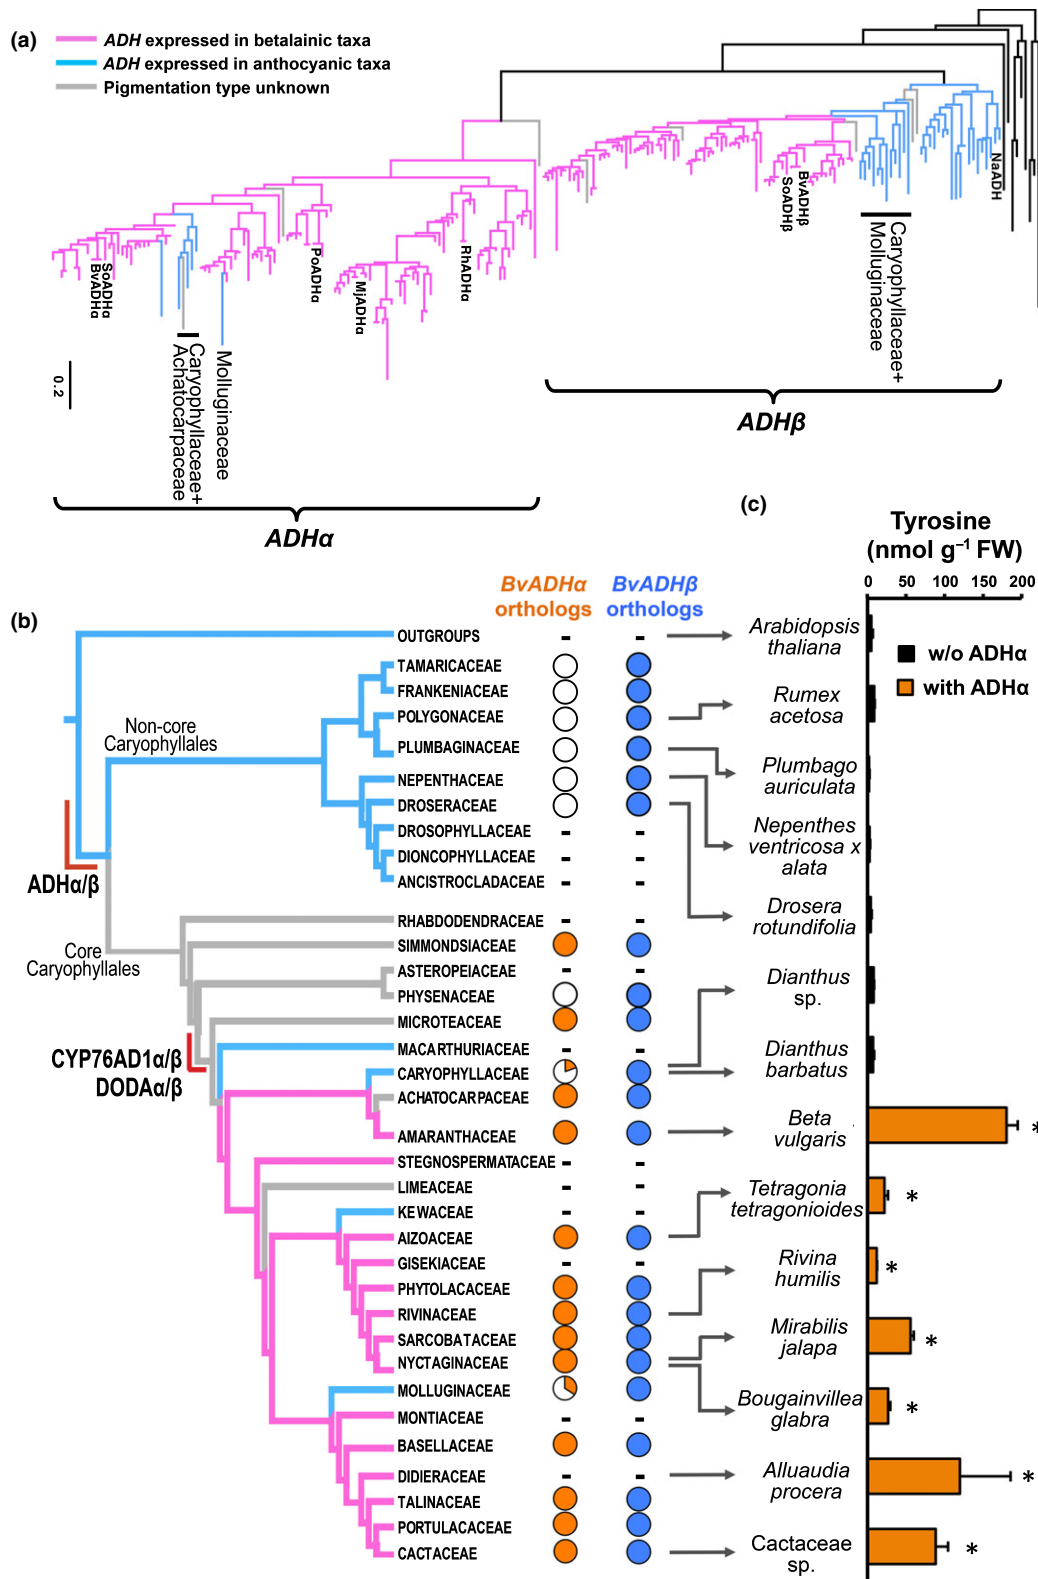 (a)
ADH expressed in betalainic taxa
ADH expressed in anthocyanic taxa
Pigmentation type unknown
SoADHα
BvADHα
PoADHα
MjADHα
RhADHα
BvADHβ
SoADHβ
NaADH
Caryophyllaceae+
Molluginaceae
Caryophyllaceae+
Achatocarpaceae
Molluginaceae
0.2
ADHβ
ADHα
(c)
Tyrosine
(nmol g⁻¹ FW)
0 50 100 150 200
w/o ADHα
with ADHα
(b)
BvADHα
orthologs
BvADHβ
orthologs
Non-core
Caryophyllales
ADHα/β
Core
Caryophyllales
CYP76AD1α/β
DODAα/β
OUTGROUPS - -
TAMARICACEAE
FRANKENIACEAE
POLYGONACEAE
PLUMBAGINACEAE
NEPENTHACEAE
DROSERACEAE
DROSOPHYLLACEAE - -
DIONCOPHYLLACEAE - -
ANCISTROCLADACEAE - -
RHABDODENDRACEAE - -
SIMMONDSIACEAE
ASTEROPEIACEAE - -
PHYSENACEAE
MICROTEACEAE
MACARTHURIACEAE - -
CARYOPHYLLACEAE
ACHATOCARPACEAE
AMARANTHACEAE
STEGNOSPERMATACEAE - -
LIMEACEAE - -
KEWACEAE - -
AIZOACEAE
GISEKIACEAE - -
PHYTOLACACEAE
RIVINACEAE
SARCOBATACEAE
NYCTAGINACEAE
MOLLUGINACEAE
MONTIACEAE - -
BASELLACEAE
DIDIERACEAE - -
TALINACEAE
PORTULACACEAE
CACTACEAE
Arabidopsis
thaliana
Rumex
acetosa
Plumbago
auriculata
Nepenthes
ventricosa x
alata
Drosera
rotundifolia
Dianthus
sp.
Dianthus
barbatus
Beta
vulgaris
*
Tetragonia
tetragonioides
*
Rivina
humilis
*
Mirabilis
jalapa
*
Bougainvillea
glabra
*
Alluaudia
procera
*
Cactaceae
sp.
*